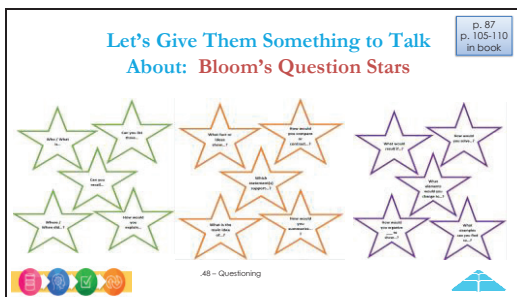 p. 87
p. 105-110
in book
Let's Give Them Something to Talk
About: Bloom's Question Stars
Who / What
is...
Can you list
three...
Can you
recall...
Where /
When did...?
How would
you
explain...
What fact or
ideas
show...?
How would
you compare
or
contrast...?
Which
statement(s)
support...?
What is the
main idea
of...?
How would
you
summarize...
?
What would
result if...?
How would
you solve...?
What
elements
would you
change to...?
How would
you organize
___ to
show...?
What
examples
can you find
to...?
.48 – Questioning